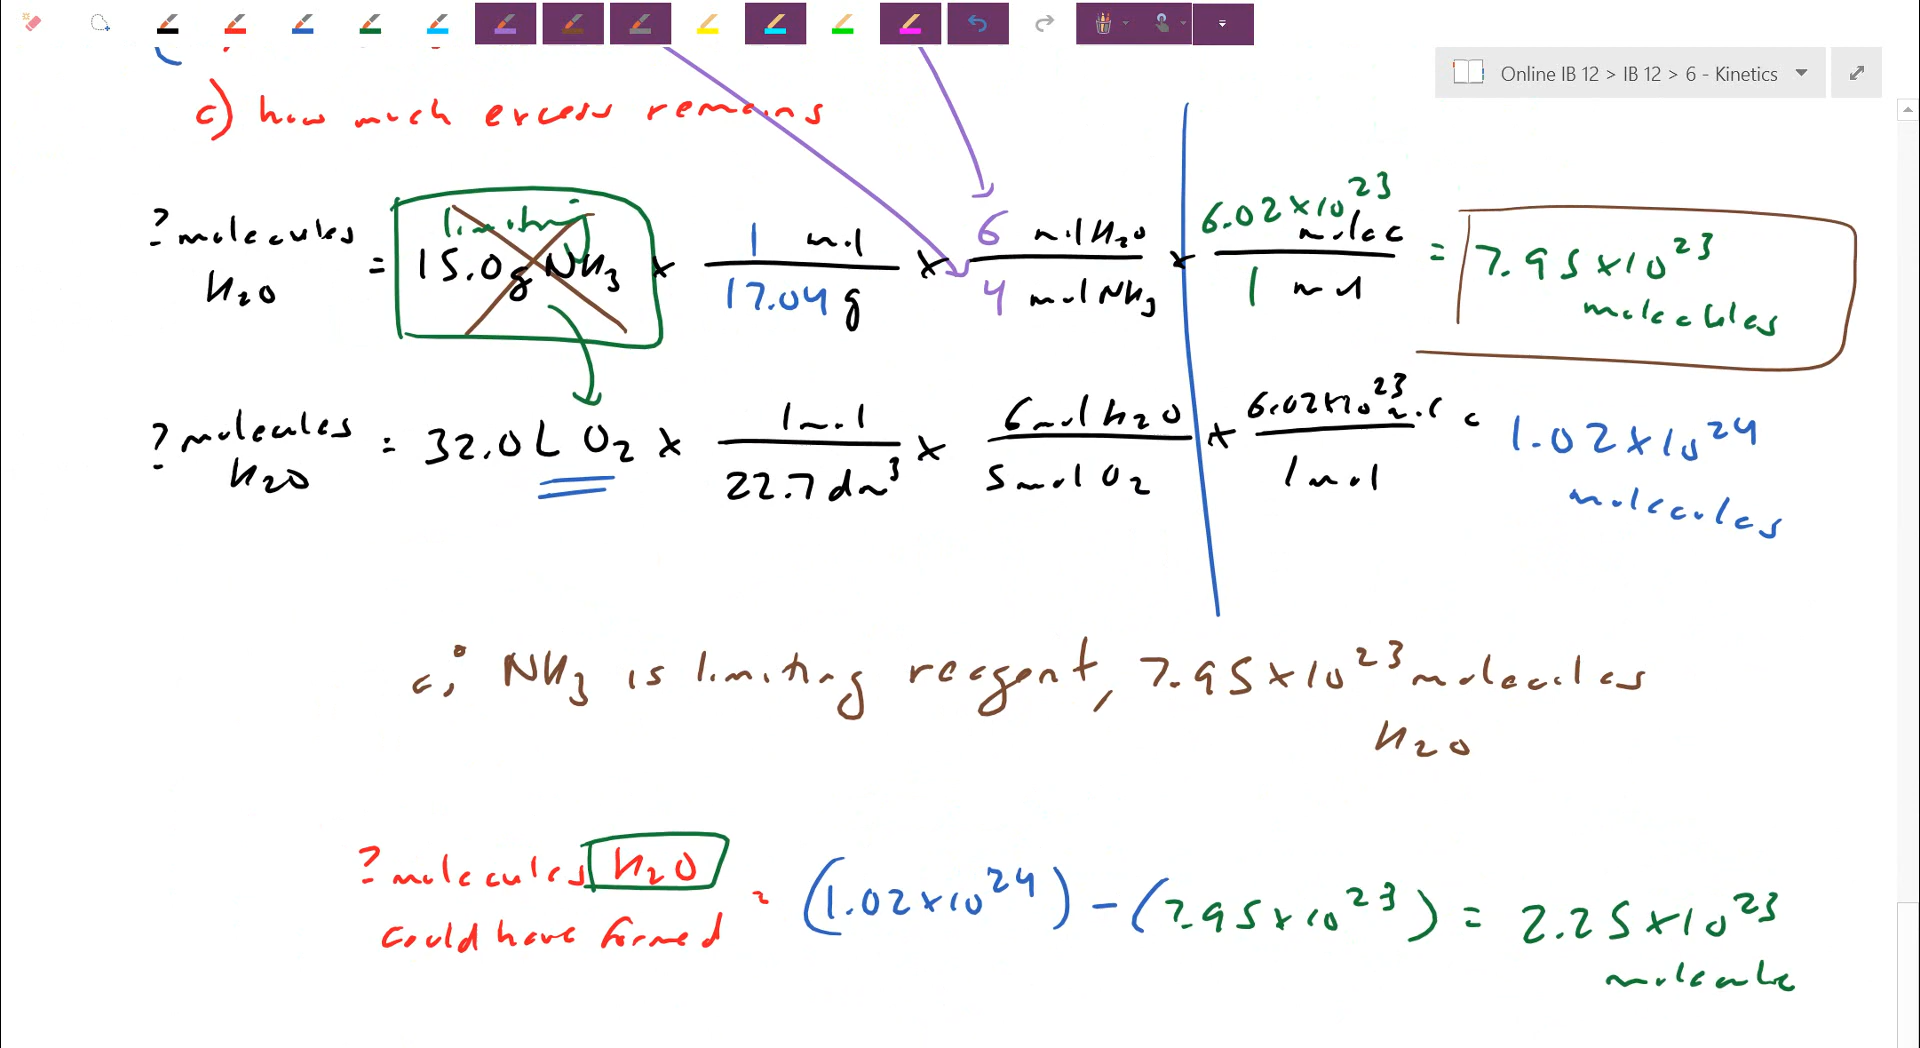 Online IB 12 > IB 12 > 6 - Kinetics
c) how much excess remains
limiting
? molecules H₂O = 15.0g NH₃ × 1 mol / 17.04 g × 6 mol H₂O / 4 mol NH₃ × 6.02×10²³ molec / 1 mol = 7.95×10²³ molecules
? molecules H₂O = 32.0 L O₂ × 1 mol / 22.7 dm³ × 6 mol H₂O / 5 mol O₂ × 6.02×10²³ / 1 mol = 1.02×10²⁴ molecules
∴ NH₃ is limiting reagent, 7.95×10²³ molecules
H₂O
? molecules H₂O = (1.02×10²⁴) − (7.95×10²³) = 2.25×10²³
could have formed
molecule